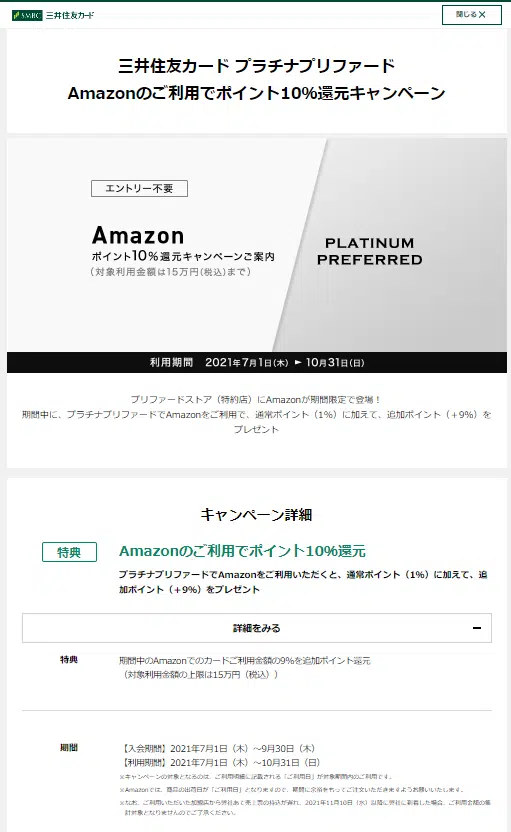 SMBC 三井住友カード
閉じる×
三井住友カード プラチナプリファード
Amazonのご利用でポイント10%還元キャンペーン
エントリー不要
Amazon
ポイント10%還元キャンペーンご案内
(対象利用金額は15万円(税込)まで)
PLATINUM
PREFERRED
利用期間 2021年7月1日(木) ► 10月31日(日)
プリファードストア（特約店）にAmazonが期間限定で登場！
期間中に、プラチナプリファードでAmazonをご利用で、通常ポイント（1%）に加えて、追加ポイント（＋9%）を
プレゼント
キャンペーン詳細
特典
Amazonのご利用でポイント10%還元
プラチナプリファードでAmazonをご利用いただくと、通常ポイント（1%）に加えて、追
加ポイント（＋9%）をプレゼント
詳細をみる
特典
期間中のAmazonでのカードご利用金額の9%を追加ポイント還元
（対象利用金額の上限は15万円（税込））
期間
【入会期間】2021年7月1日（木）～9月30日（木）
【利用期間】2021年7月1日（木）～10月31日（日）
※キャンペーンの対象となるのは、ご利用明細に記載される「ご利用日」が対象期間内のご利用です。
※Amazonでは、商品の出荷日が「ご利用日」となりますので、期間に余裕をもってご注文いただきますようお願いいたします。
※なお、ご利用いただいた加盟店から弊社あて売上票の持込が遅れ、2021年11月10日（水）以降に弊社に到着した場合、ご利用金額の集
計対象となりませんのでご了承ください。